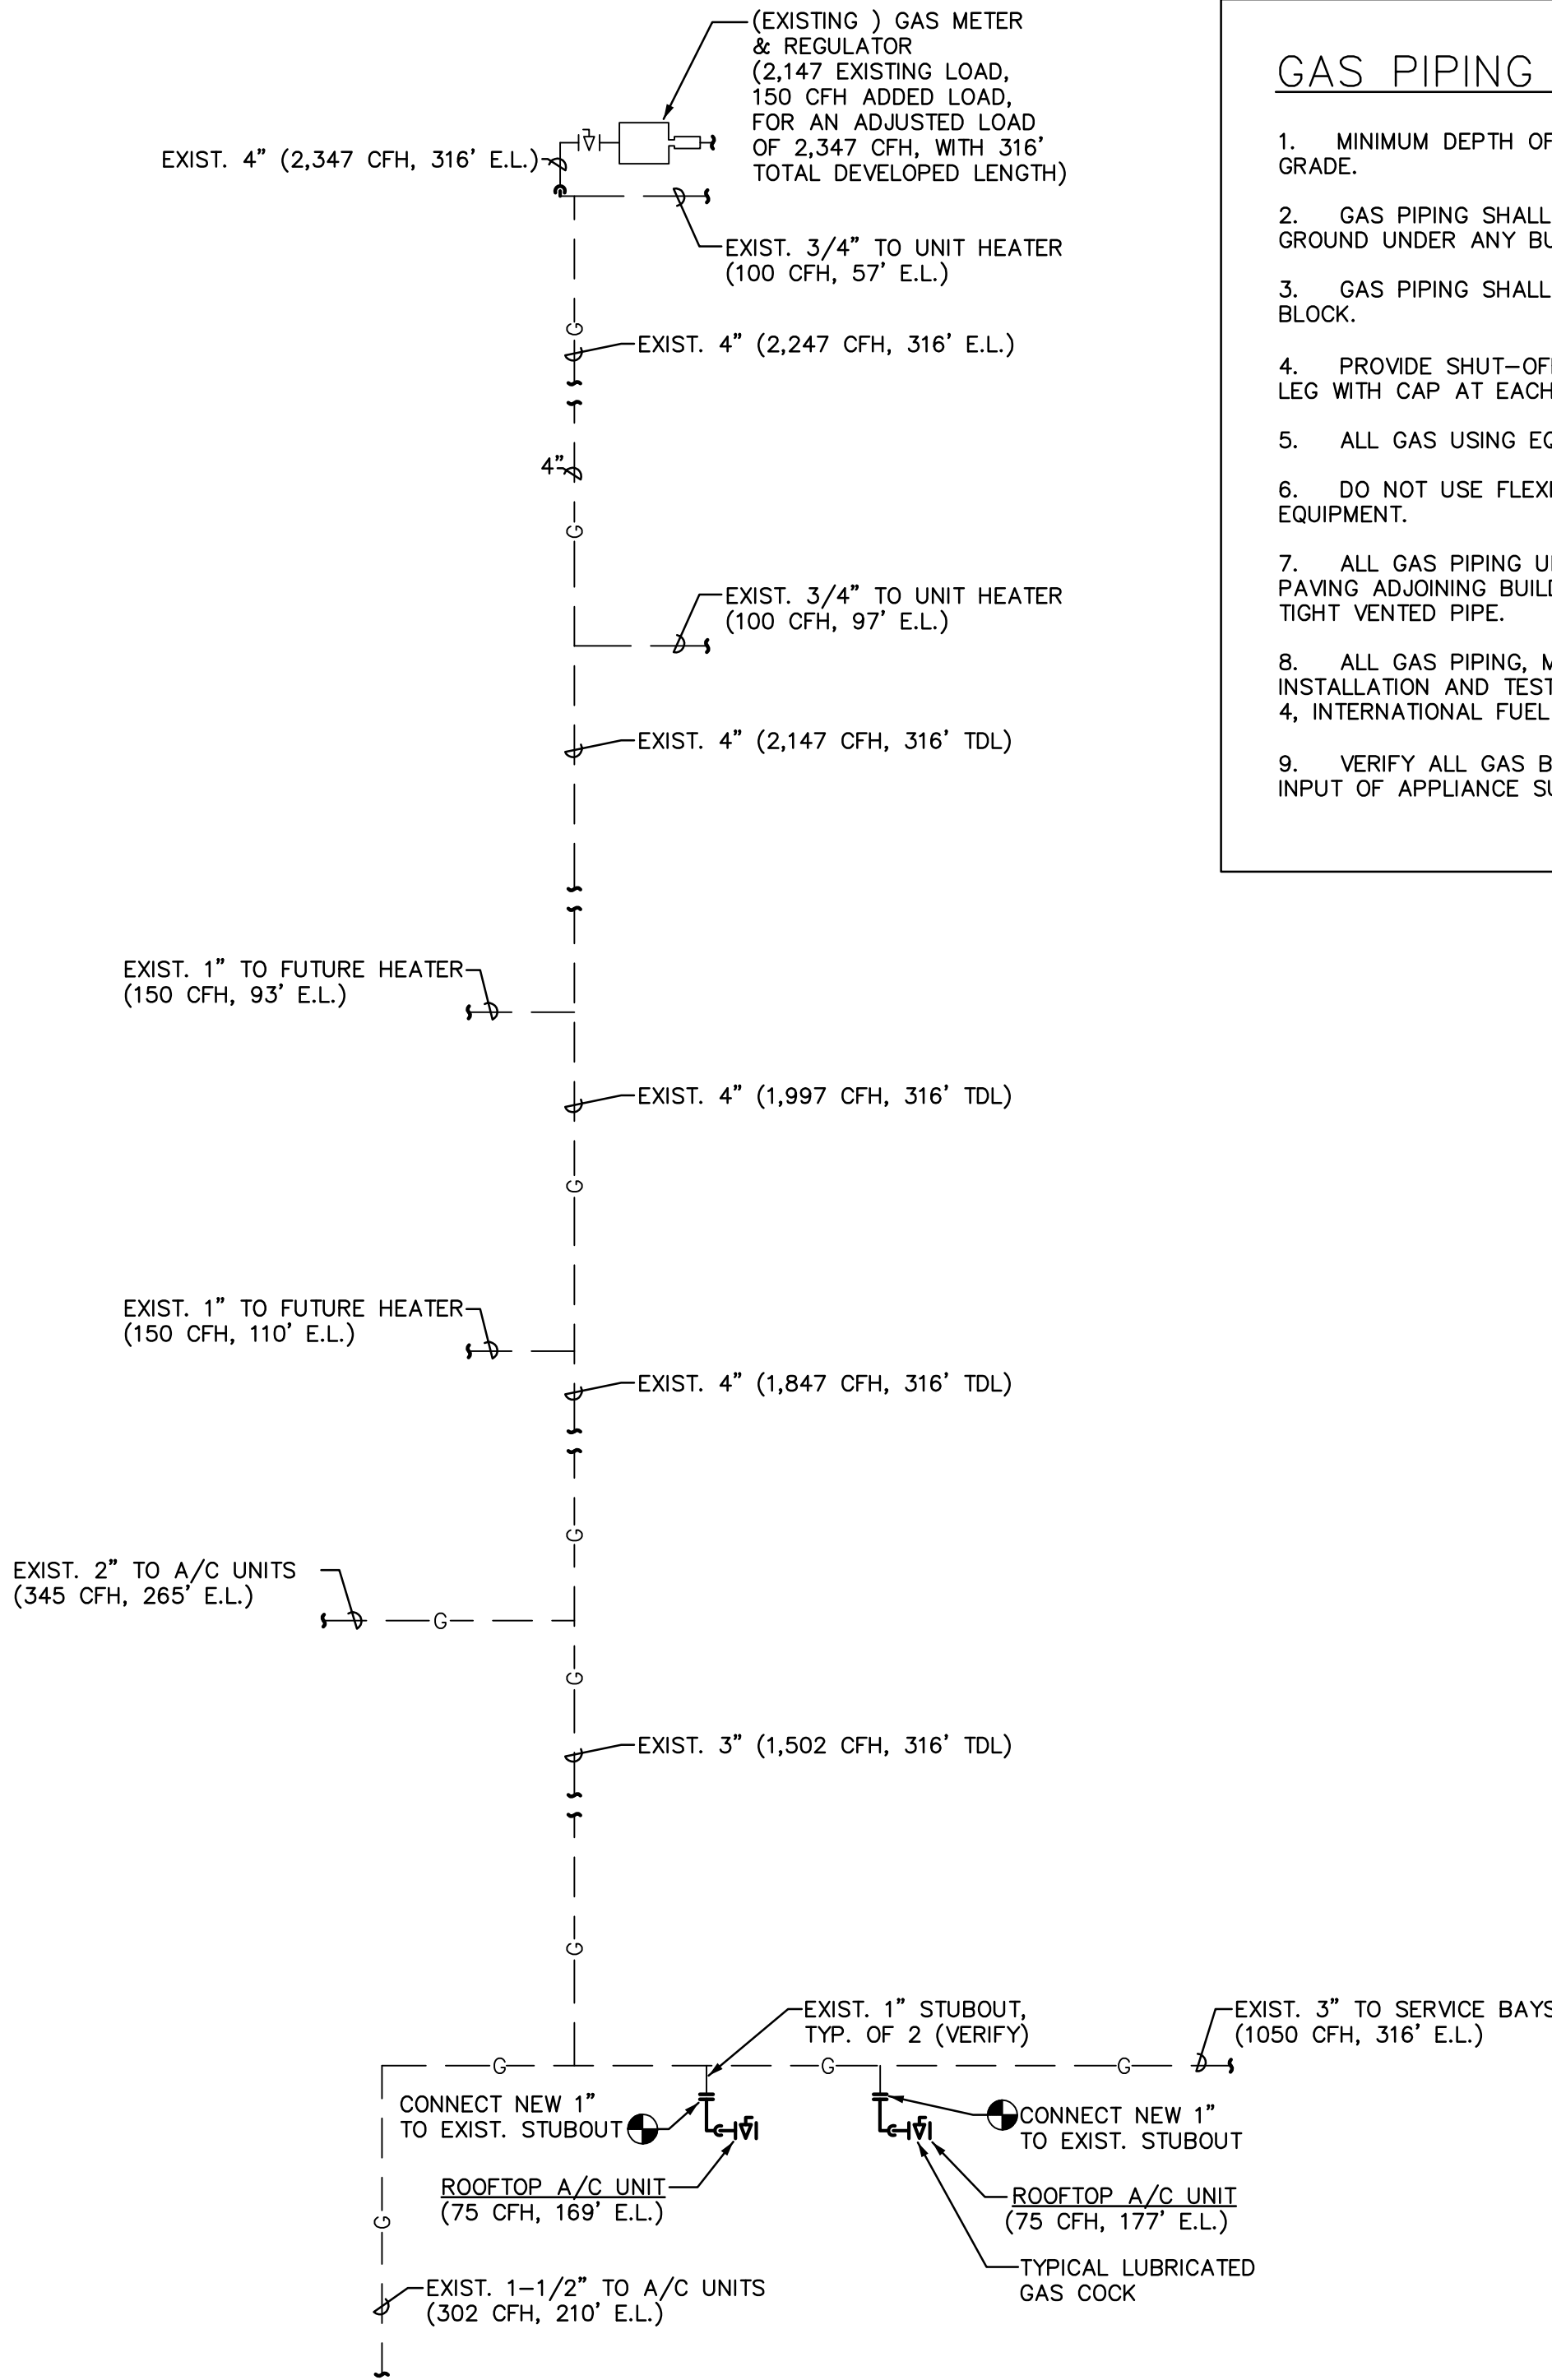 (EXISTING ) GAS METER
& REGULATOR
(2,147 EXISTING LOAD,
150 CFH ADDED LOAD,
FOR AN ADJUSTED LOAD
OF 2,347 CFH, WITH 316'
TOTAL DEVELOPED LENGTH)
EXIST. 4" (2,347 CFH, 316' E.L.)
EXIST. 3/4" TO UNIT HEATER
(100 CFH, 57' E.L.)
G
EXIST. 4" (2,247 CFH, 316' E.L.)
4"
G
EXIST. 3/4" TO UNIT HEATER
(100 CFH, 97' E.L.)
EXIST. 4" (2,147 CFH, 316' TDL)
EXIST. 1" TO FUTURE HEATER
(150 CFH, 93' E.L.)
EXIST. 4" (1,997 CFH, 316' TDL)
G
EXIST. 1" TO FUTURE HEATER
(150 CFH, 110' E.L.)
EXIST. 4" (1,847 CFH, 316' TDL)
G
EXIST. 2" TO A/C UNITS
(345 CFH, 265' E.L.)
G
G
EXIST. 3" (1,502 CFH, 316' TDL)
G
EXIST. 1" STUBOUT,
TYP. OF 2 (VERIFY)
EXIST. 3" TO SERVICE BAYS
(1050 CFH, 316' E.L.)
G
G
G
CONNECT NEW 1"
TO EXIST. STUBOUT
CONNECT NEW 1"
TO EXIST. STUBOUT
ROOFTOP A/C UNIT
(75 CFH, 169' E.L.)
ROOFTOP A/C UNIT
(75 CFH, 177' E.L.)
G
TYPICAL LUBRICATED
GAS COCK
EXIST. 1-1/2" TO A/C UNITS
(302 CFH, 210' E.L.)
GAS PIPING
1. MINIMUM DEPTH OF
GRADE.
2. GAS PIPING SHALL
GROUND UNDER ANY
3. GAS PIPING SHALL
BLOCK.
4. PROVIDE
LEG WITH CAP AT EACH
5. ALL GAS USING
6. DO NOT USE
EQUIPMENT.
7. ALL GAS PIPING
PAVING ADJOINING
TIGHT VENTED PIPE.
8. ALL GAS PIPING,
INSTALLATION AND TEST
4, INTERNATIONAL FUEL
9. VERIFY ALL GAS
INPUT OF APPLIANCE